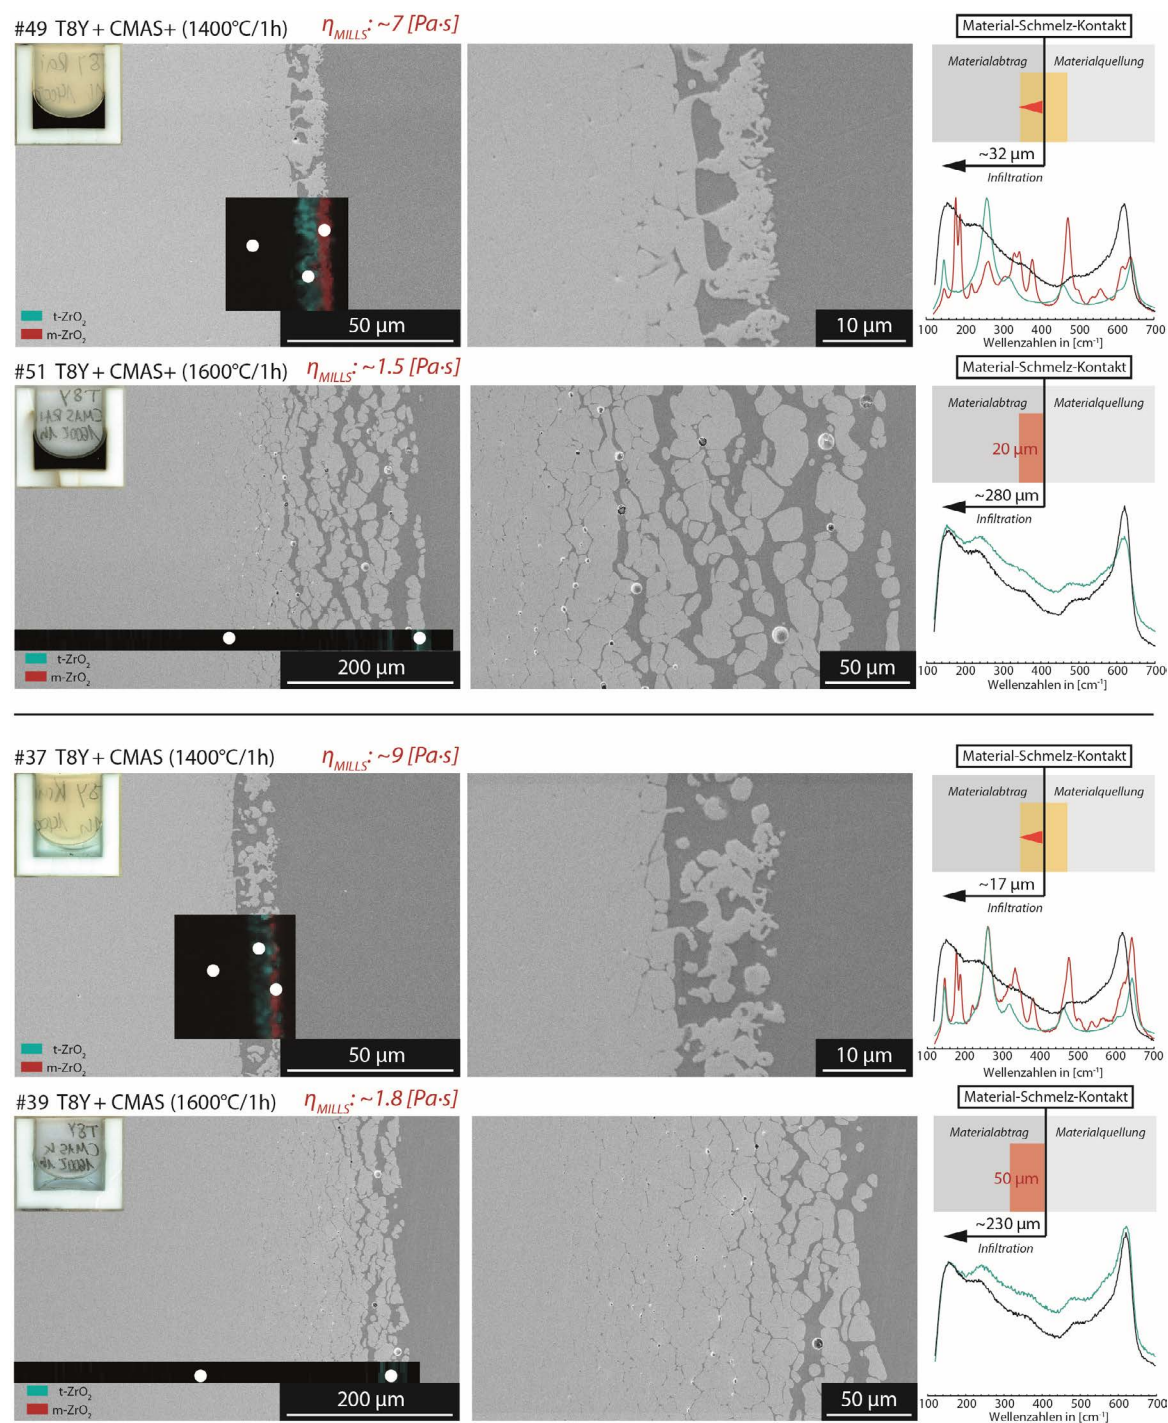 #49 T8Y + CMAS+ (1400°C/1h) ηMILLS: ~7 [Pa·s]
Material-Schmelz-Kontakt
Materialabtrag Materialquellung
~32 µm
Infiltration
t-ZrO2
m-ZrO2
50 µm
10 µm
100 200 300 400 500 600 700
Wellenzahlen in [cm-1]
#51 T8Y + CMAS+ (1600°C/1h) ηMILLS: ~1.5 [Pa·s]
Material-Schmelz-Kontakt
T8Y
1600°C 1h
Materialabtrag Materialquellung
20 µm
~280 µm
Infiltration
t-ZrO2
m-ZrO2
200 µm
50 µm
100 200 300 400 500 600 700
Wellenzahlen in [cm-1]
#37 T8Y + CMAS (1400°C/1h) ηMILLS: ~9 [Pa·s]
Material-Schmelz-Kontakt
Materialabtrag Materialquellung
~17 µm
Infiltration
t-ZrO2
m-ZrO2
50 µm
10 µm
100 200 300 400 500 600 700
Wellenzahlen in [cm-1]
#39 T8Y + CMAS (1600°C/1h) ηMILLS: ~1.8 [Pa·s]
Material-Schmelz-Kontakt
T8Y
CMAS K
1600°C 1h
Materialabtrag Materialquellung
50 µm
~230 µm
Infiltration
t-ZrO2
m-ZrO2
200 µm
50 µm
100 200 300 400 500 600 700
Wellenzahlen in [cm-1]